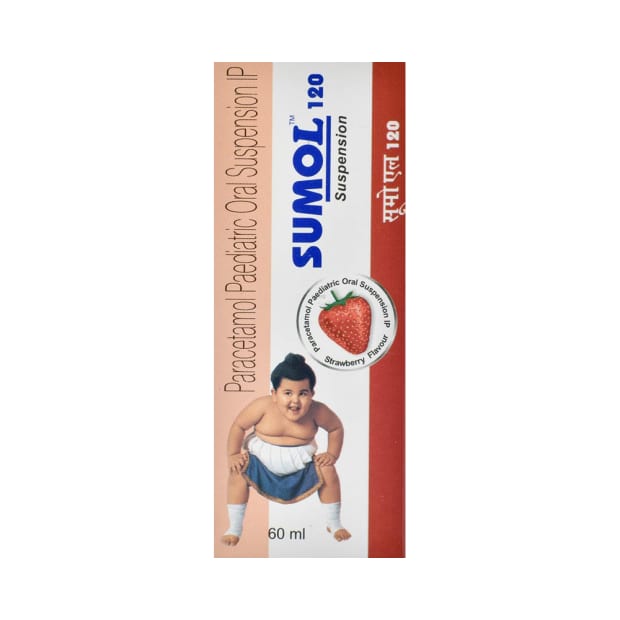 Paracetamol Paediatric Oral Suspension IP
SUMOL™ 120
Suspension
सूमो एल 120
Paracetamol Paediatric Oral Suspension IP
Strawberry Flavour
60 ml